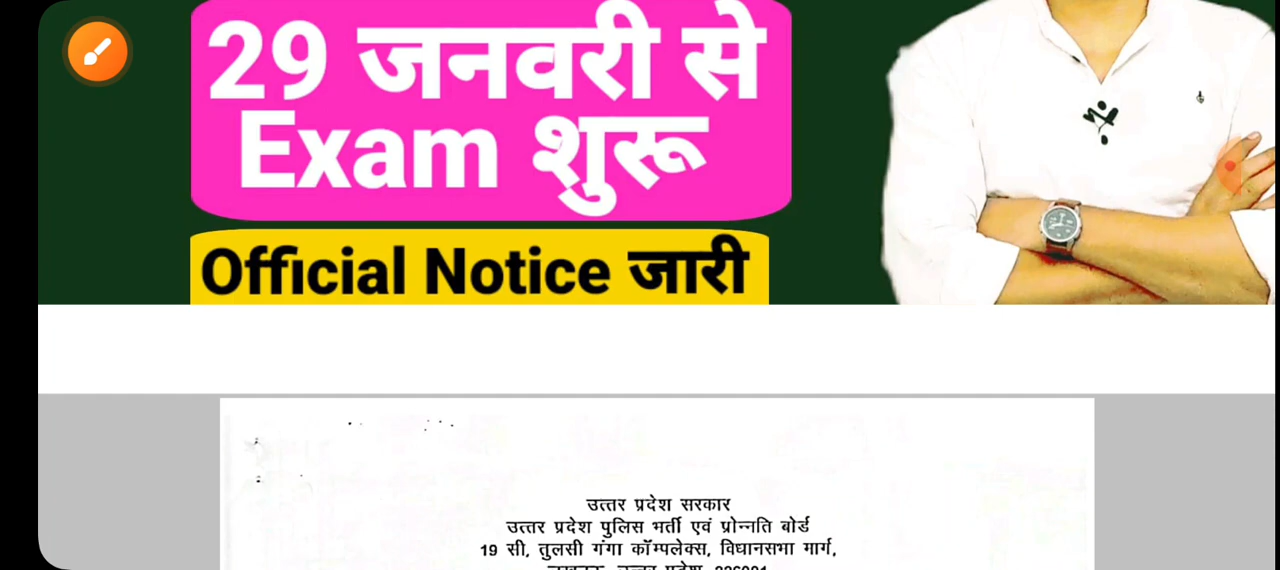 29 जनवरी से
Exam शुरू
Official Notice जारी
उत्तर प्रदेश सरकार
उत्तर प्रदेश पुलिस भर्ती एवं प्रोन्नति बोर्ड
19 सी, तुलसी गंगा कॉम्पलेक्स, विधानसभा मार्ग,